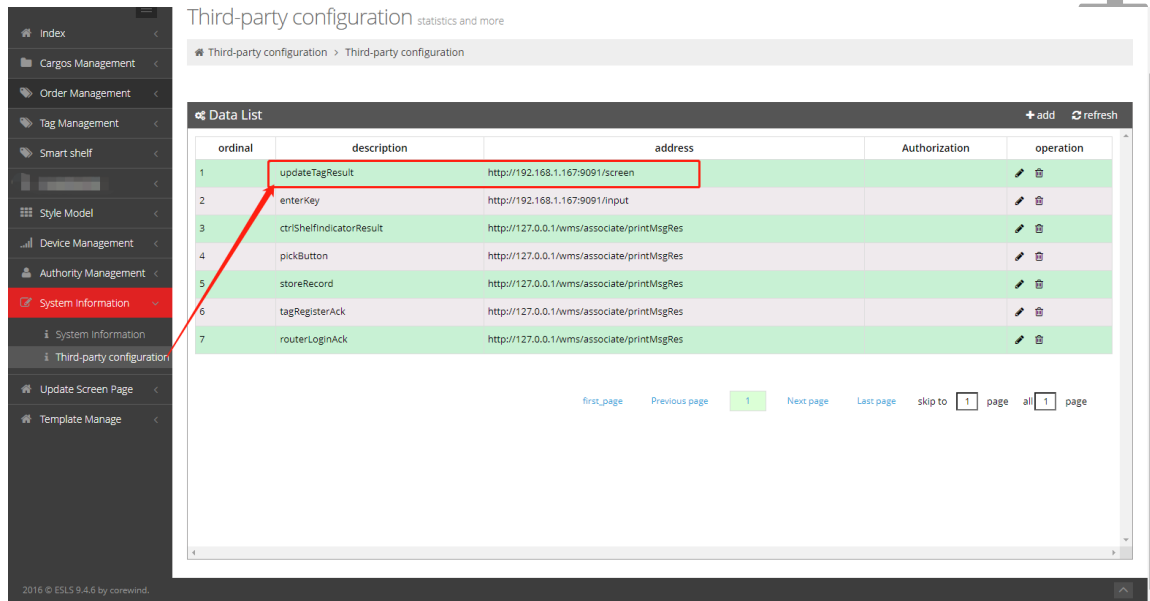 Third-party configuration statistics and more
Index
Third-party configuration > Third-party configuration
Cargos Management
Order Management
Tag Management
Smart shelf
Style Model
Device Management
Authority Management
System Information
System Information
Third-party configuration
Update Screen Page
Template Manage
Data List
add refresh
ordinal description address Authorization operation
1 updateTagResult http://192.168.1.167:9091/screen
2 enterKey http://192.168.1.167:9091/input
3 ctrlShelfIndicatorResult http://127.0.0.1/wms/associate/printMsgRes
4 pickButton http://127.0.0.1/wms/associate/printMsgRes
5 storeRecord http://127.0.0.1/wms/associate/printMsgRes
6 tagRegisterAck http://127.0.0.1/wms/associate/printMsgRes
7 routerLoginAck http://127.0.0.1/wms/associate/printMsgRes
first_page Previous page 1 Next page Last page skip to 1 page all 1 page
2016 © ESLS 9.4.6 by corewind.